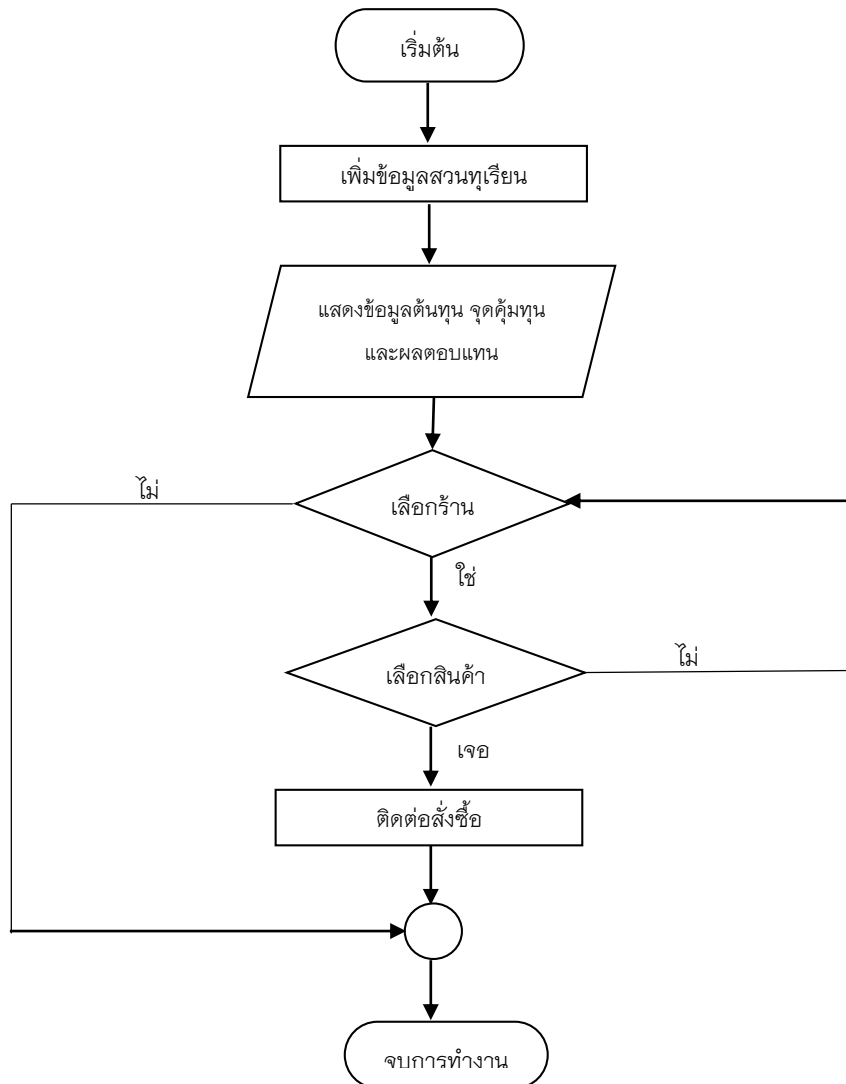 เริ่มต้น
เพิ่มข้อมูลสวนทุเรียน
แสดงข้อมูลต้นทุน จุดคุ้มทุน
และผลตอบแทน
ไม่
เลือกร้าน
ใช่
เลือกสินค้า
ไม่
เจอ
ติดต่อสั่งซื้อ
จบการทำงาน